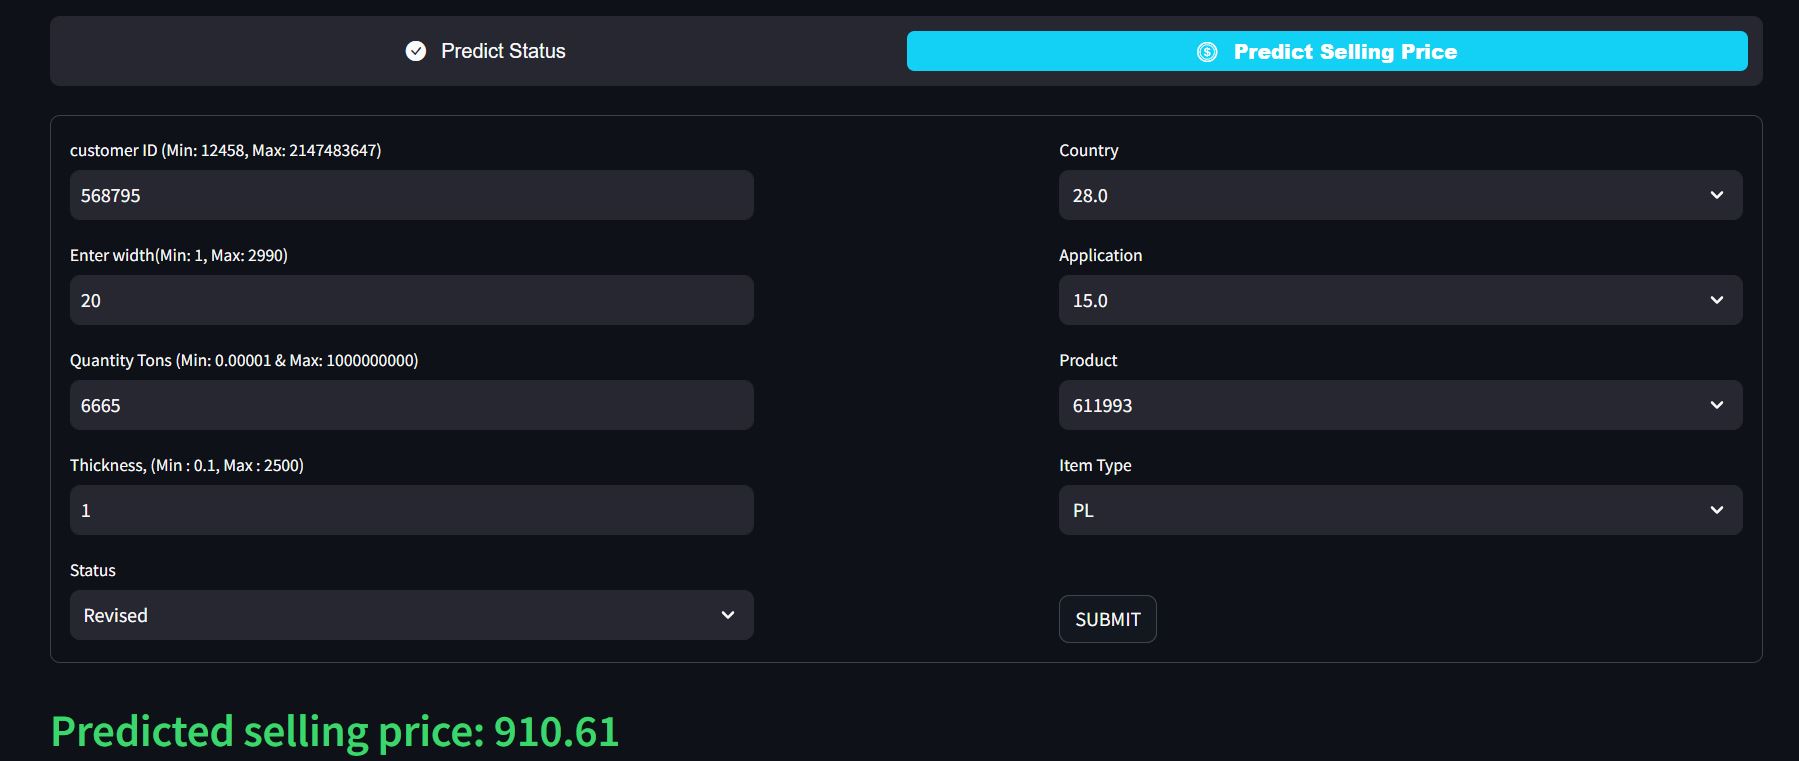 Predict Status
Predict Selling Price
customer ID (Min: 12458, Max: 2147483647)
568795
Country
28.0
Enter width(Min: 1, Max: 2990)
20
Application
15.0
Quantity Tons (Min: 0.00001 & Max: 1000000000)
6665
Product
611993
Thickness, (Min : 0.1, Max : 2500)
1
Item Type
PL
Status
Revised
SUBMIT
Predicted selling price: 910.61